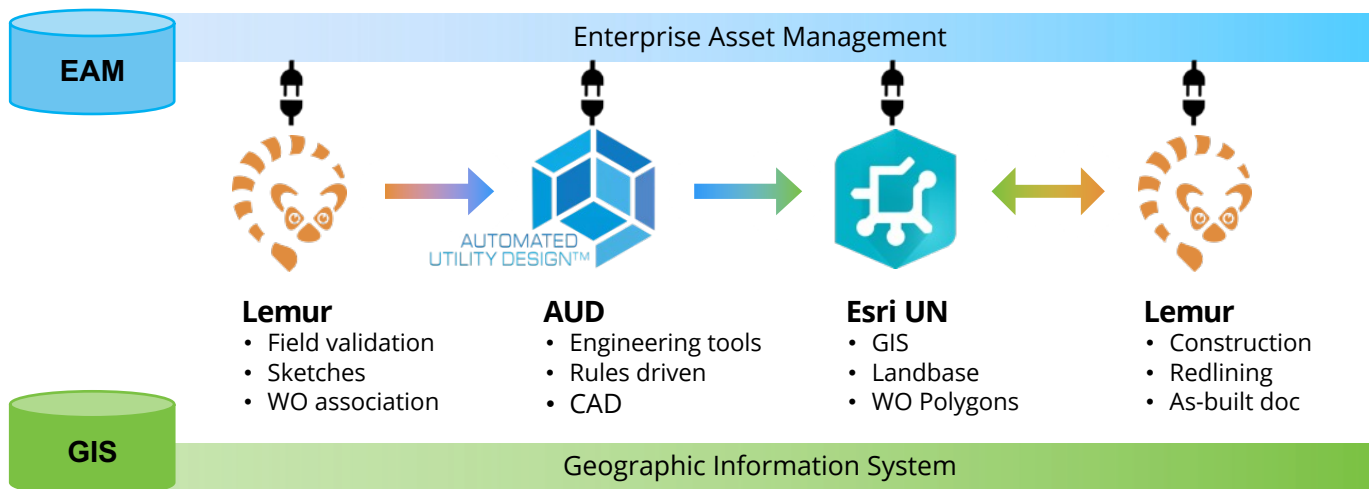 EAM
Enterprise Asset Management
AUTOMATED
UTILITY DESIGN™
Lemur
• Field validation
• Sketches
• WO association
AUD
• Engineering tools
• Rules driven
• CAD
Esri UN
• GIS
• Landbase
• WO Polygons
Lemur
• Construction
• Redlining
• As-built doc
GIS
Geographic Information System